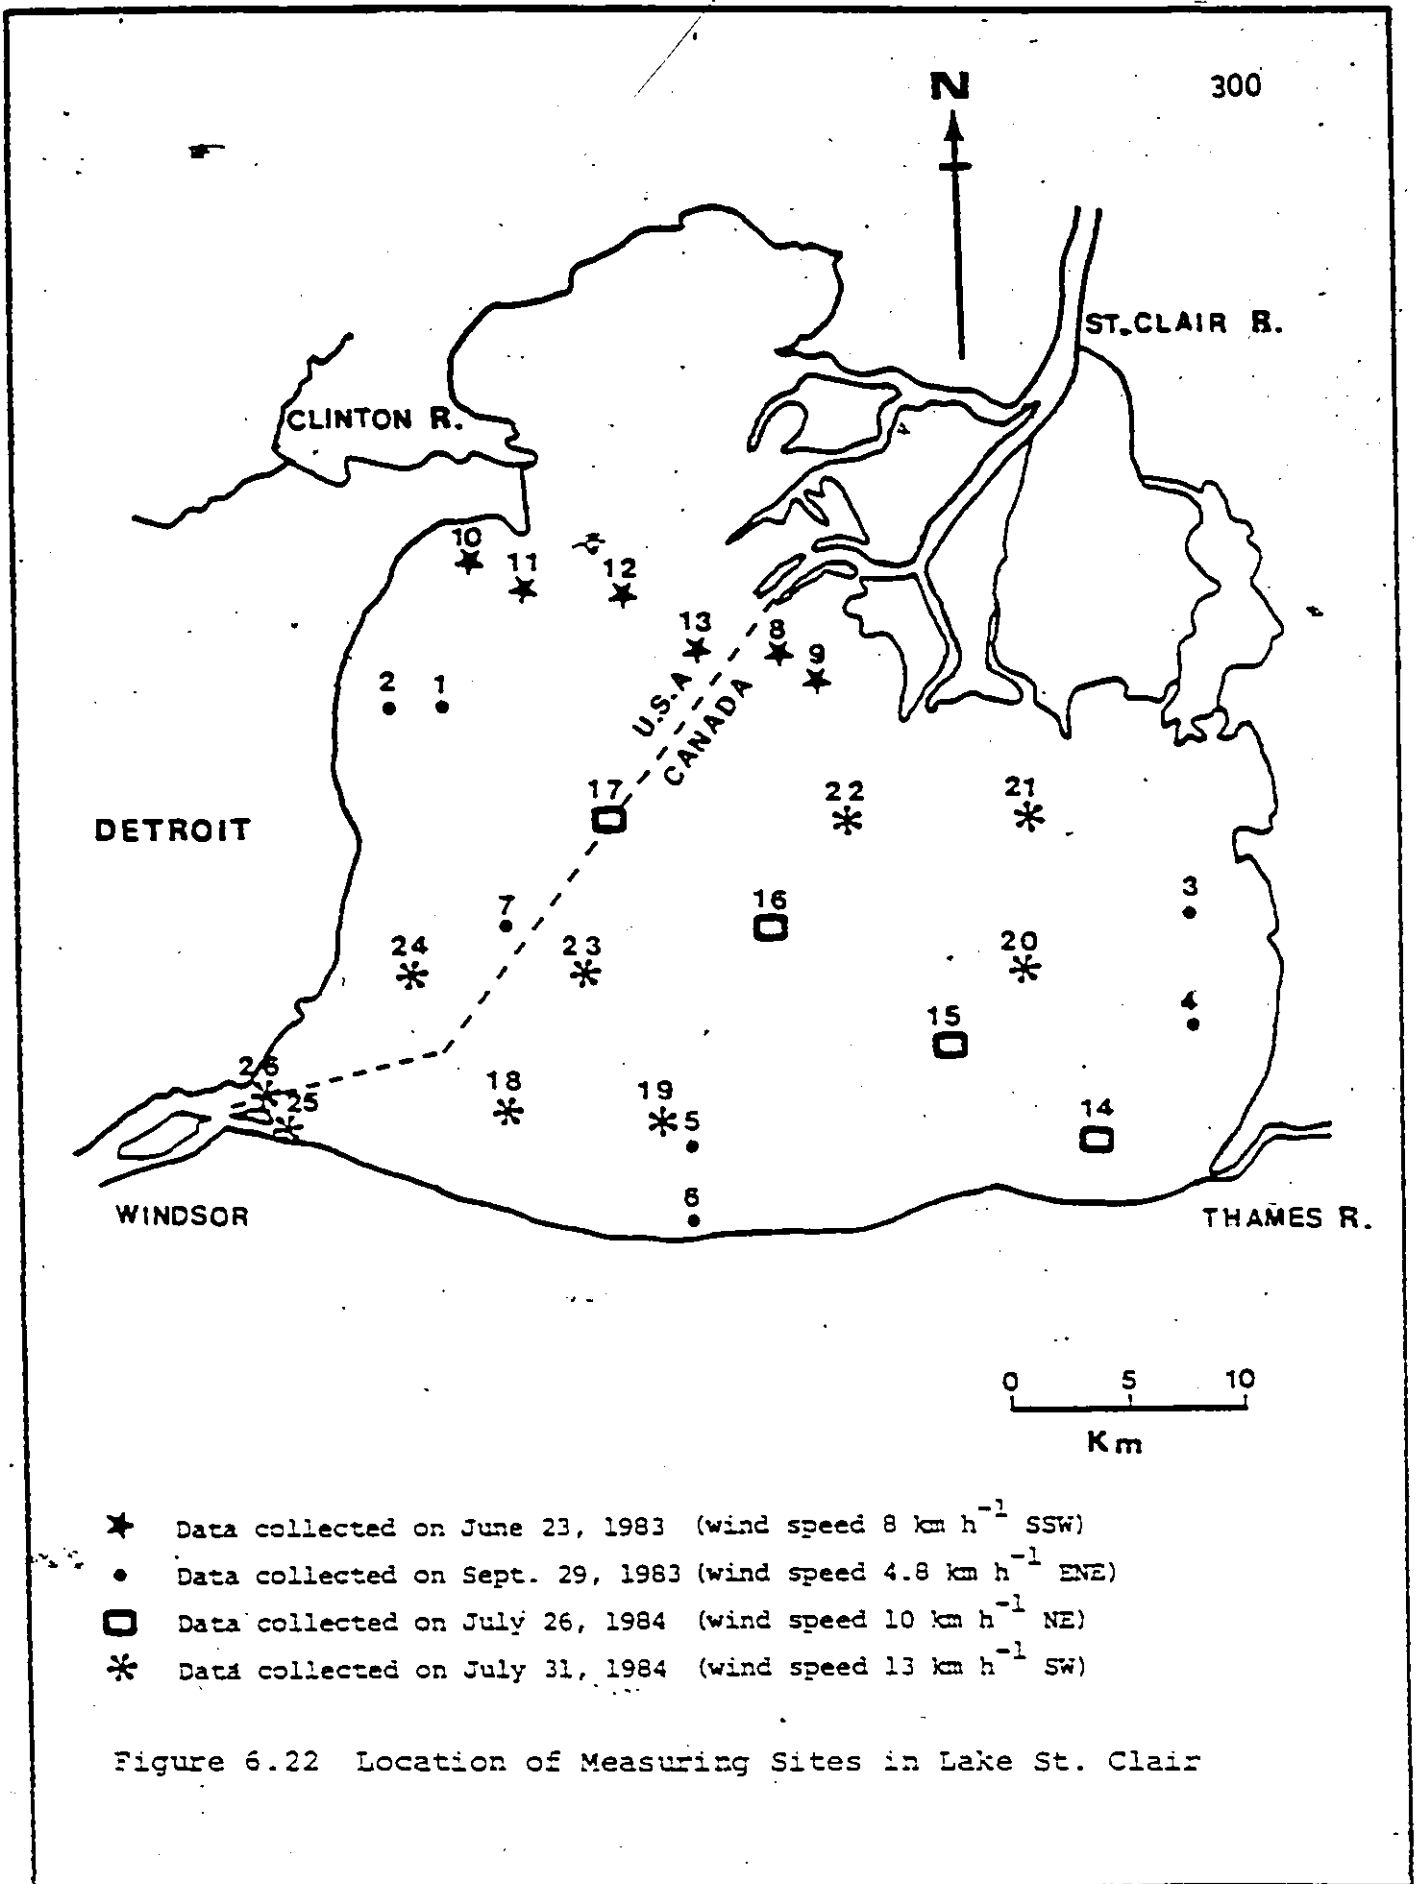 300
N
ST. CLAIR R.
CLINTON R.
10
11
12
13
8
9
2
1
U.S.A
CANADA
17
22
21
DETROIT
3
16
7
24
23
20
4
15
26
25
18
19
5
14
6
WINDSOR
THAMES R.
0 5 10
Km
Data collected on June 23, 1983 (wind speed 8 km h⁻¹ SSW)
Data collected on Sept. 29, 1983 (wind speed 4.8 km h⁻¹ ENE)
Data collected on July 26, 1984 (wind speed 10 km h⁻¹ NE)
Data collected on July 31, 1984 (wind speed 13 km h⁻¹ SW)
Figure 6.22 Location of Measuring Sites in Lake St. Clair